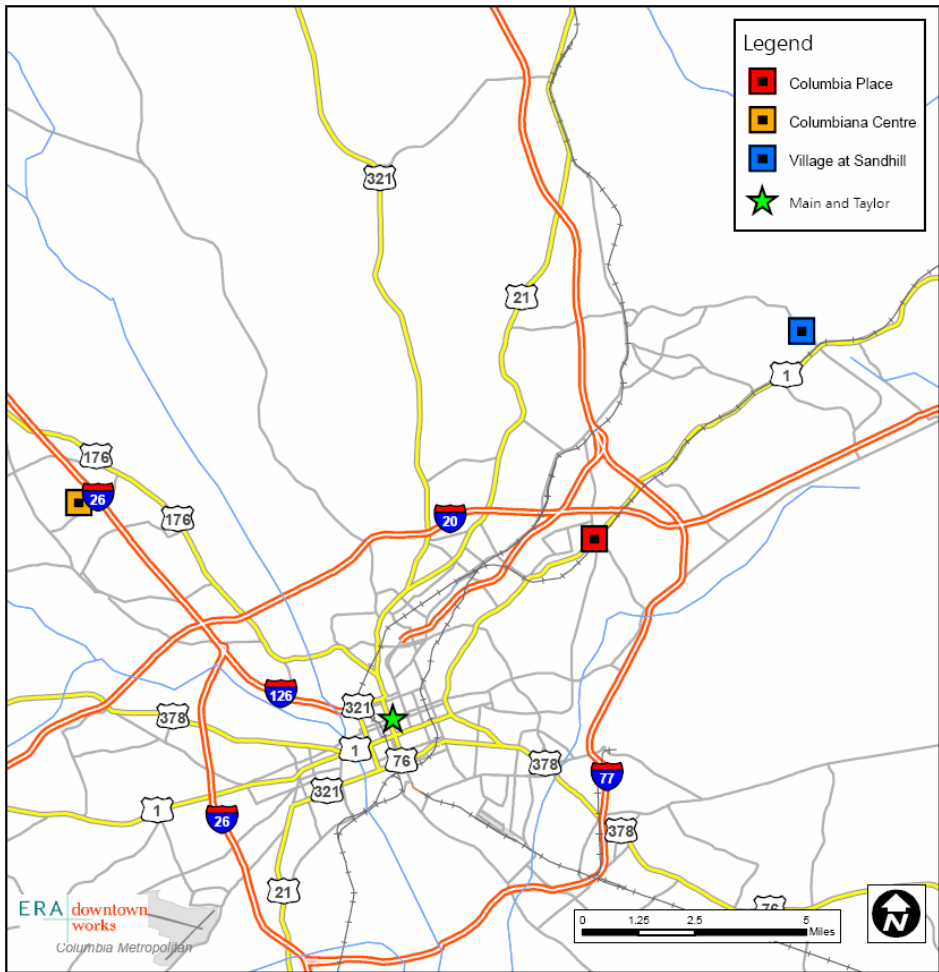 Legend
Columbia Place
Columbiana Centre
Village at Sandhill
Main and Taylor
321
21
1
176
26
176
20
126
321
378
1
76
378
321
77
1
26
378
21
76
ERA downtown
works
Columbia Metropolitan
0 1.25 2.5 5
Miles
N